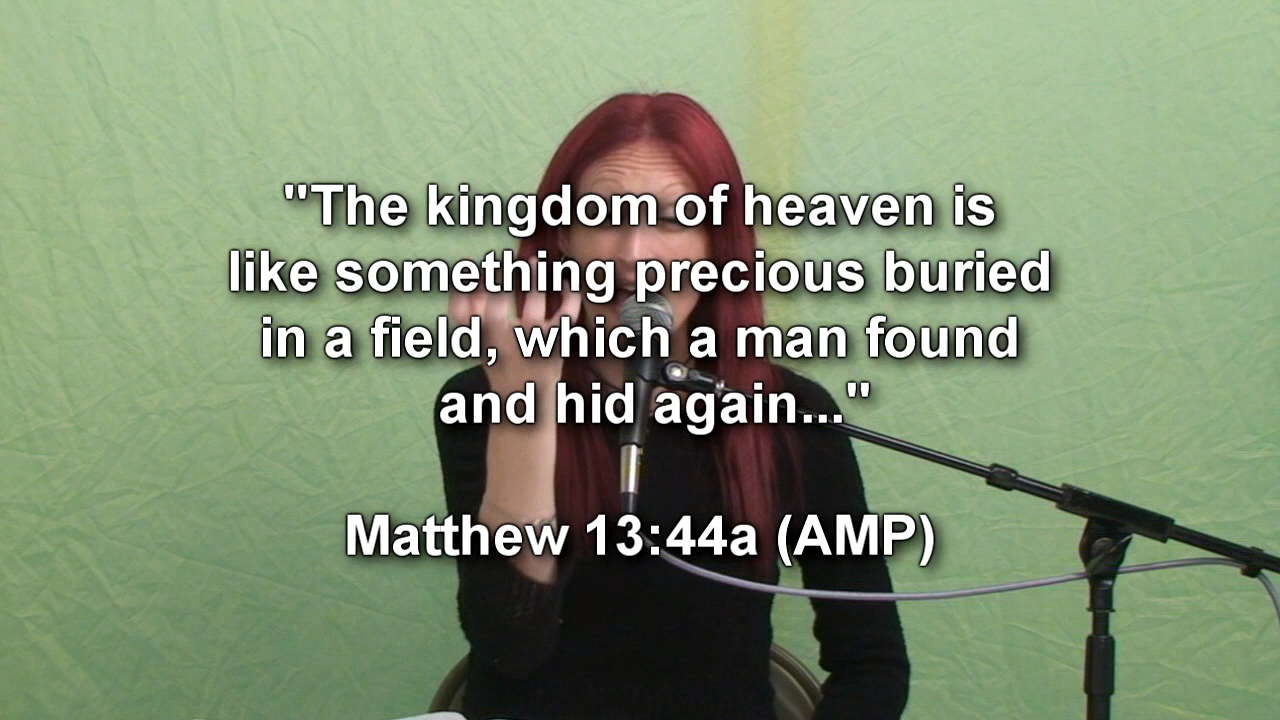 "The kingdom of heaven is
like something precious buried
in a field, which a man found
and hid again..."
Matthew 13:44a (AMP)